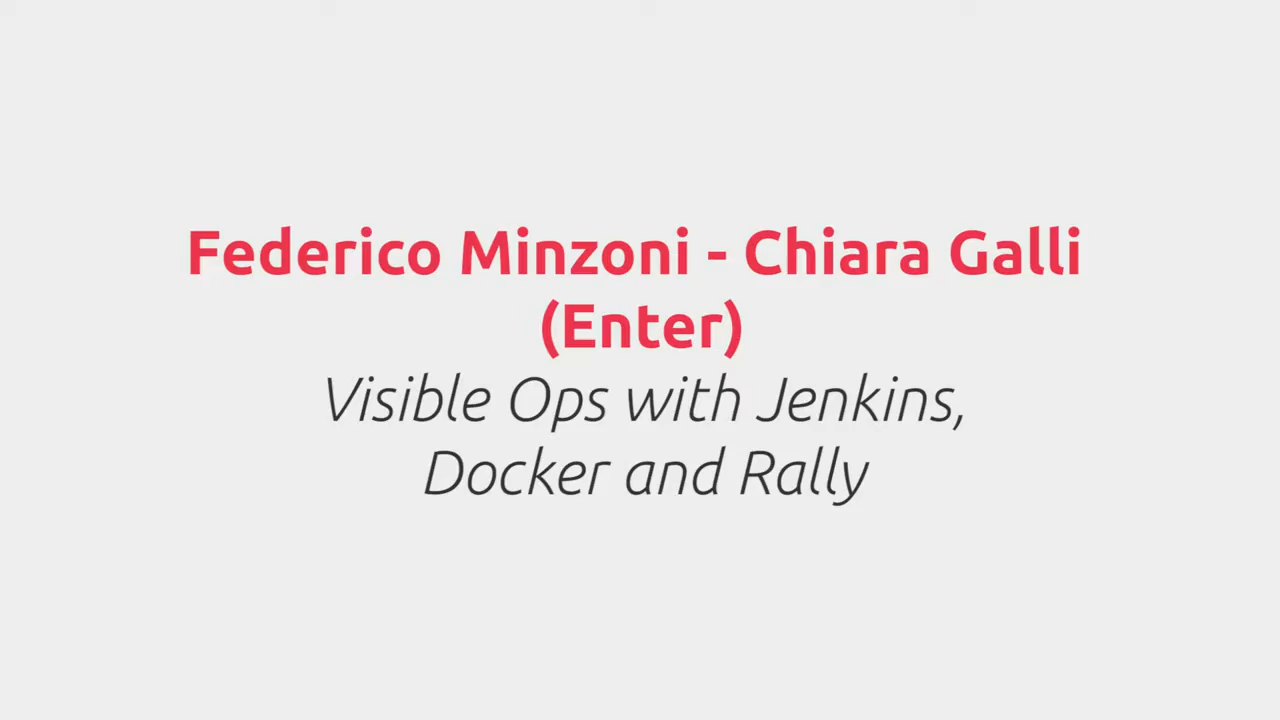 Federico Minzoni - Chiara Galli
(Enter)
Visible Ops with Jenkins,
Docker and Rally